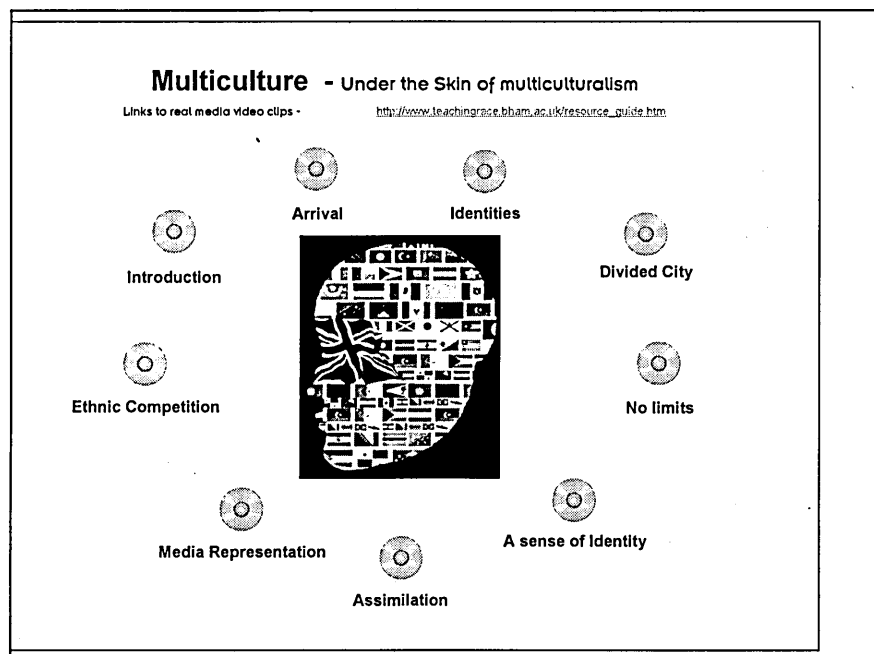 Multiculture - Under the Skin of multiculturalism
Links to real media video clips - http://www.teachingrace.bham.ac.uk/resource_guide.htm
Arrival Identities
Introduction Divided City
Ethnic Competition No limits
Media Representation A sense of Identity
Assimilation